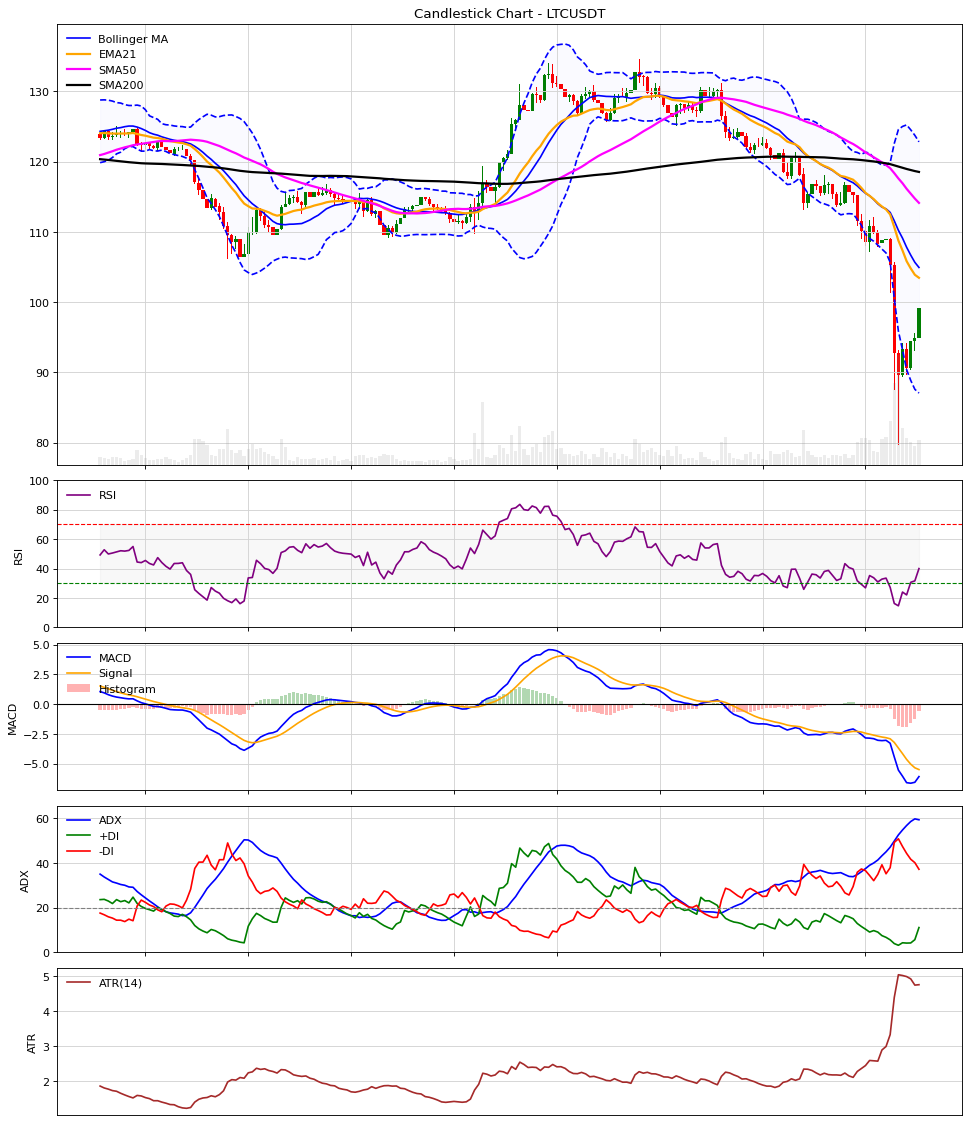 Candlestick Chart - LTCUSDT
Bollinger MA
EMA21
SMA50
SMA200
130
120
110
100
90
80
RSI
RSI
100
80
60
40
20
0
MACD
Signal
Histogram
MACD
5.0
2.5
0.0
−2.5
−5.0
ADX
+DI
-DI
ADX
60
40
20
0
ATR(14)
ATR
5
4
3
2